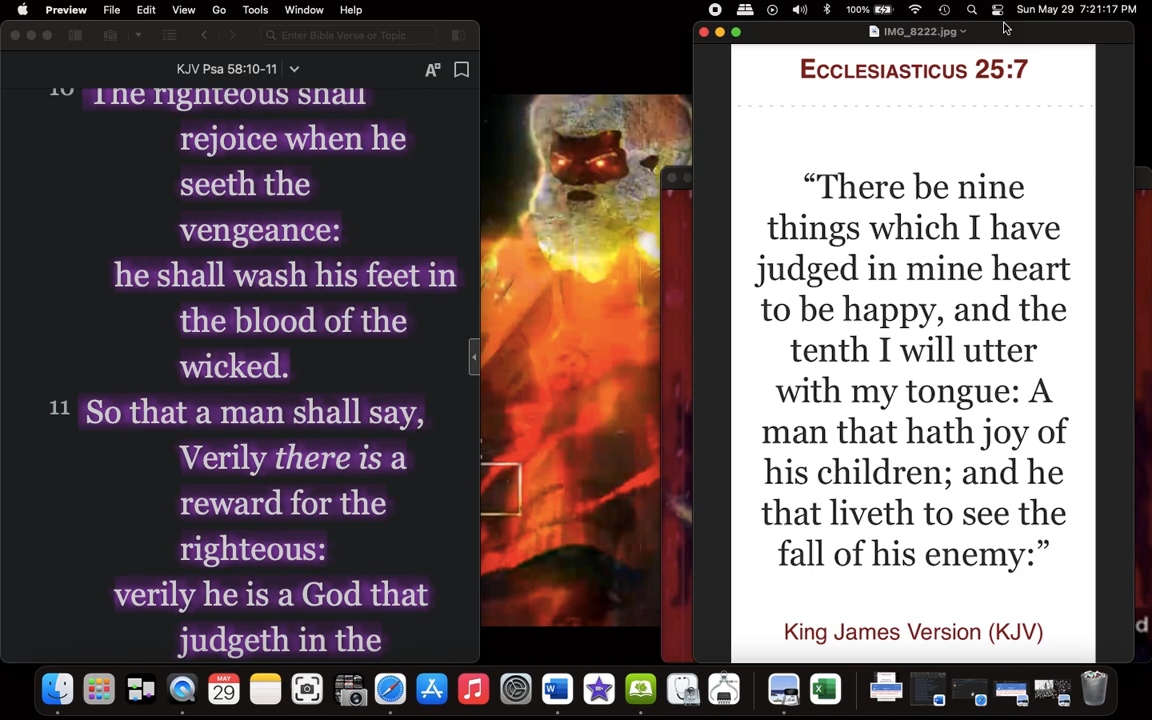 Preview File Edit View Go Tools Window Help
100% Sun May 29 7:21:17 PM
Enter Bible Verse or Topic
KJV Psa 58:10-11
10 The righteous shall
rejoice when he
seeth the
vengeance:
he shall wash his feet in
the blood of the
wicked.
11 So that a man shall say,
Verily there is a
reward for the
righteous:
verily he is a God that
judgeth in the
IMG_8222.jpg
ECCLESIASTICUS 25:7
“There be nine
things which I have
judged in mine heart
to be happy, and the
tenth I will utter
with my tongue: A
man that hath joy of
his children; and he
that liveth to see the
fall of his enemy:”
King James Version (KJV)
d
MAY
29